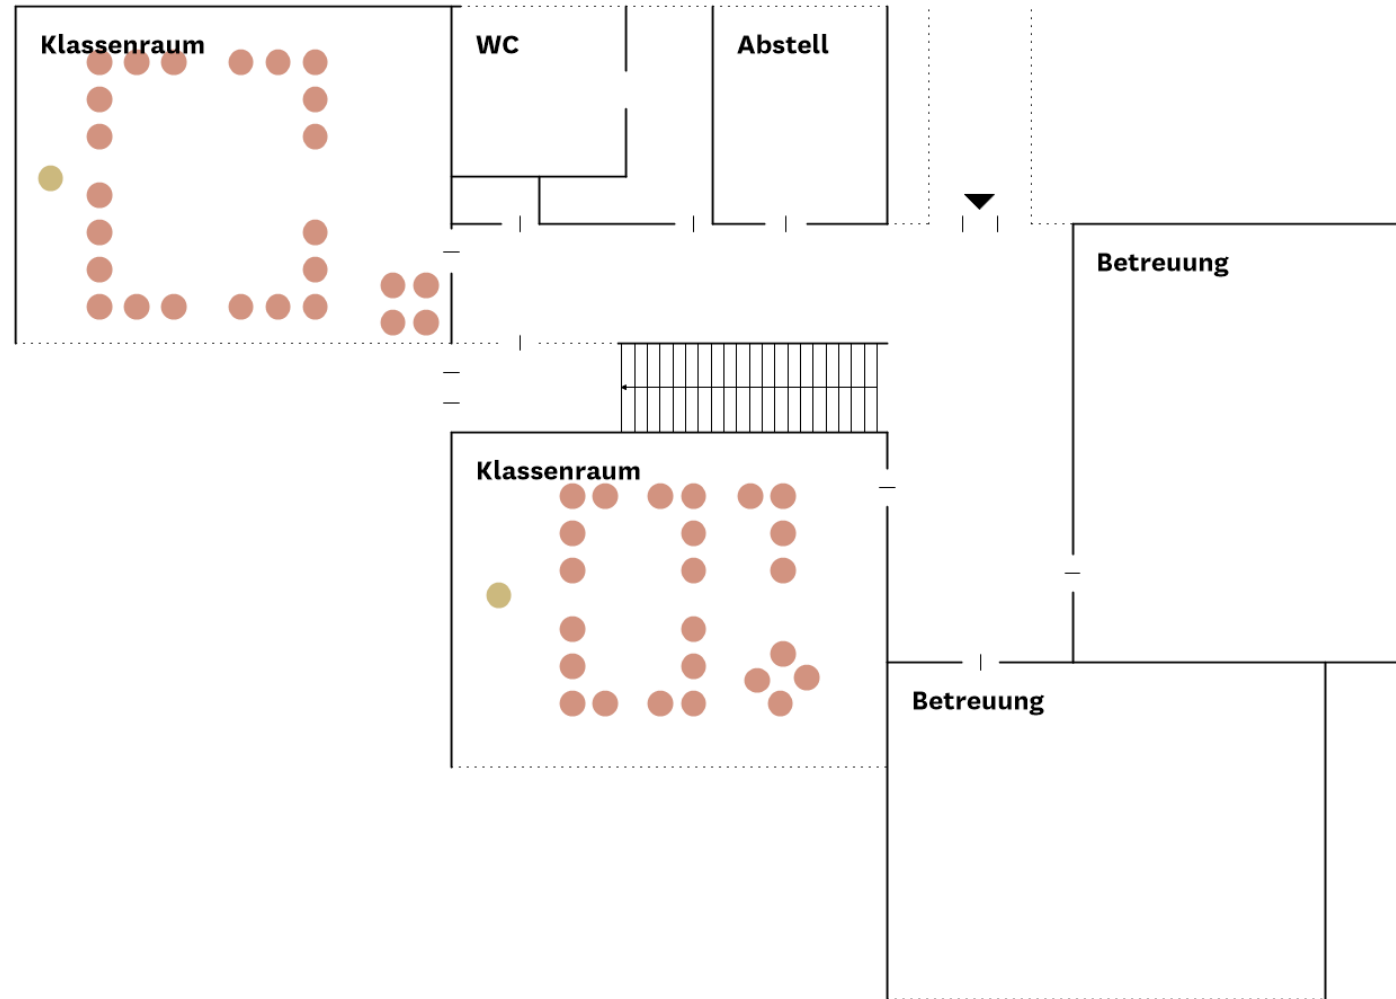 Klassenraum
WC
Abstell
Betreuung
Klassenraum
Betreuung